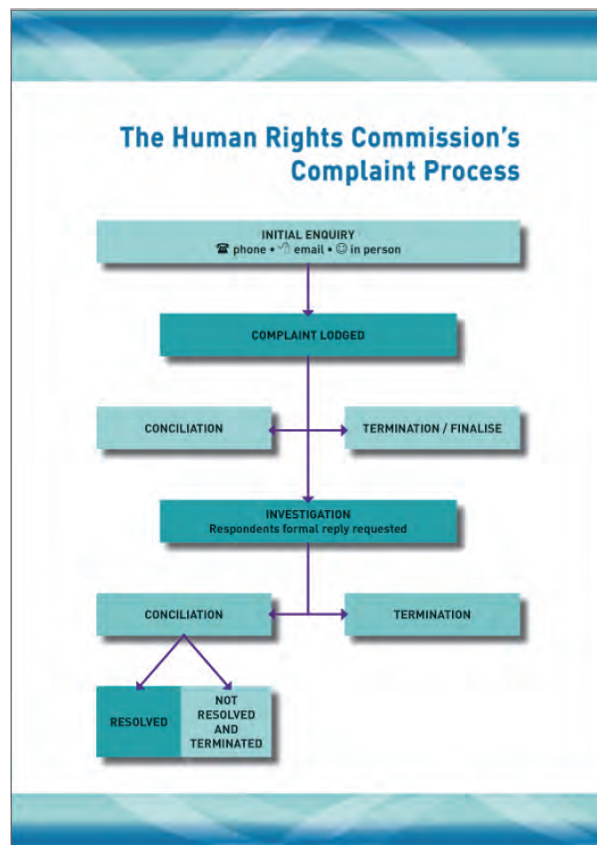 The Human Rights Commission's
Complaint Process
INITIAL ENQUIRY
☎ phone • 🖰 email • ☺ in person
COMPLAINT LODGED
CONCILIATION
TERMINATION / FINALISE
INVESTIGATION
Respondents formal reply requested
CONCILIATION
TERMINATION
RESOLVED
NOT
RESOLVED
AND
TERMINATED